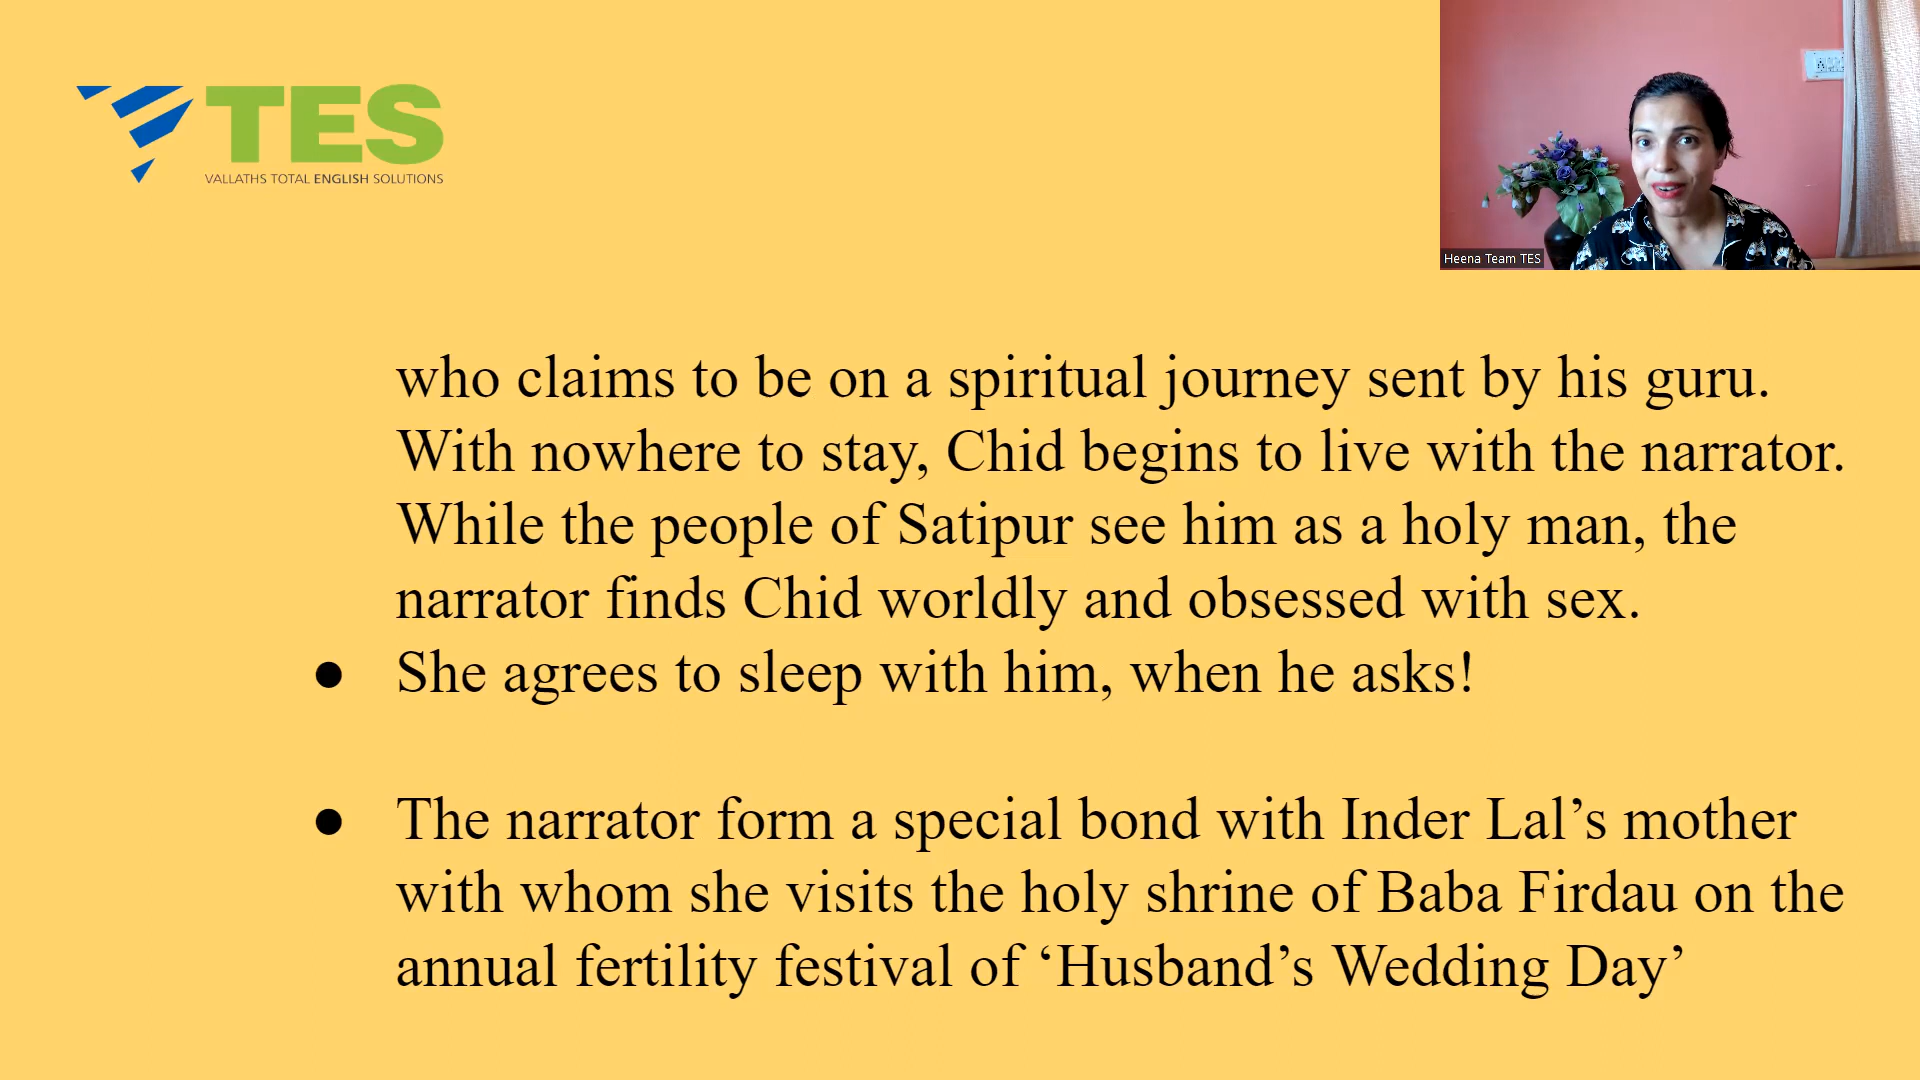 TES
VALLATHS TOTAL ENGLISH SOLUTIONS
Heena Team TES
who claims to be on a spiritual journey sent by his guru.
With nowhere to stay, Chid begins to live with the narrator.
While the people of Satipur see him as a holy man, the
narrator finds Chid worldly and obsessed with sex.
● She agrees to sleep with him, when he asks!
● The narrator form a special bond with Inder Lal’s mother
with whom she visits the holy shrine of Baba Firdau on the
annual fertility festival of ‘Husband’s Wedding Day’